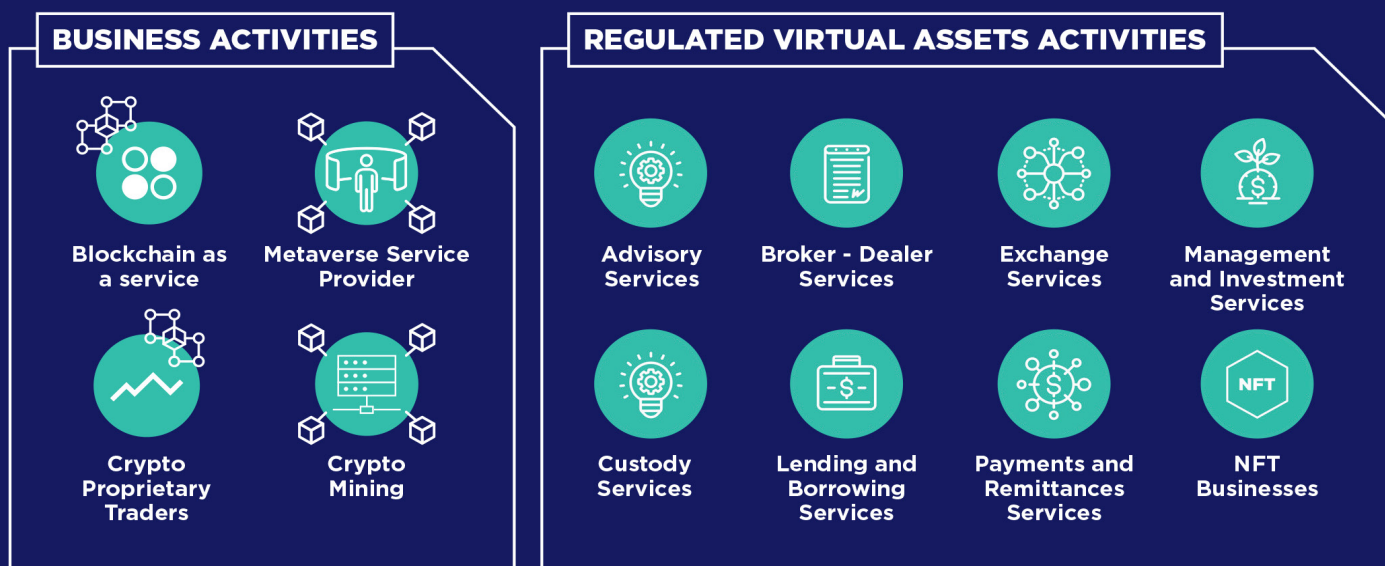 BUSINESS ACTIVITIES
Blockchain as
a service
Metaverse Service
Provider
Crypto
Proprietary
Traders
Crypto
Mining
REGULATED VIRTUAL ASSETS ACTIVITIES
Advisory
Services
Broker - Dealer
Services
Exchange
Services
$
Management
and Investment
Services
Custody
Services
-$-
Lending and
Borrowing
Services
$
Payments and
Remittances
Services
NFT
NFT
Businesses